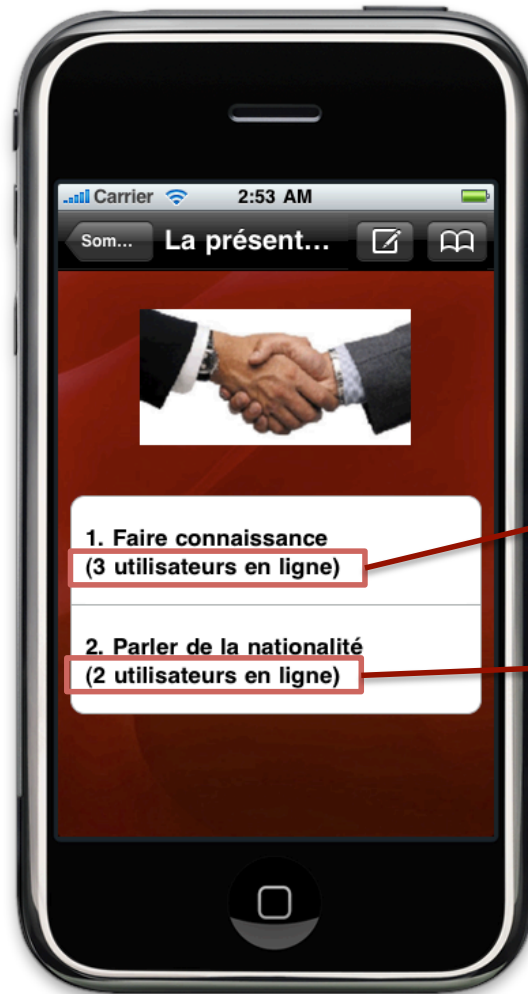 Carrier 2:53 AM
Som... La présent...
1. Faire connaissance
(3 utilisateurs en ligne)
2. Parler de la nationalité
(2 utilisateurs en ligne)